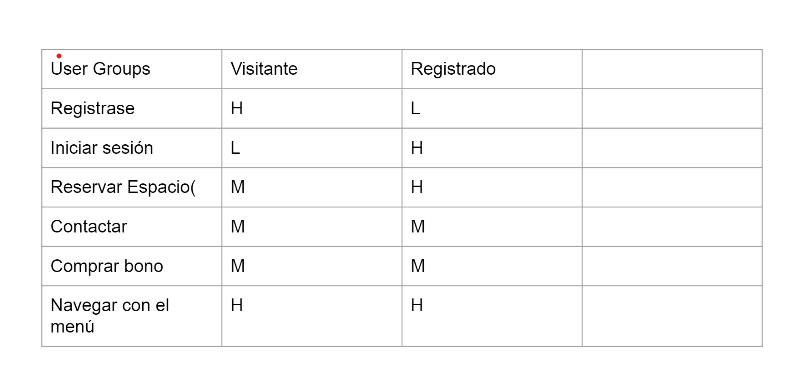 User Groups Visitante Registrado
Registrase H L
Iniciar sesión L H
Reservar Espacio( M H
Contactar M M
Comprar bono M M
Navegar con el H H
menú